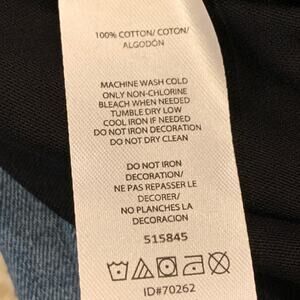 100% COTTON/ COTON/
ALGODÓN
MACHINE WASH COLD
ONLY NON-CHLORINE
BLEACH WHEN NEEDED
TUMBLE DRY LOW
COOL IRON IF NEEDED
DO NOT IRON DECORATION
DO NOT DRY CLEAN
DO NOT IRON
DECORATION/
NE PAS REPASSER LE
DECORER/
NO PLANCHES LA
DECORACION
515845
ID#70262